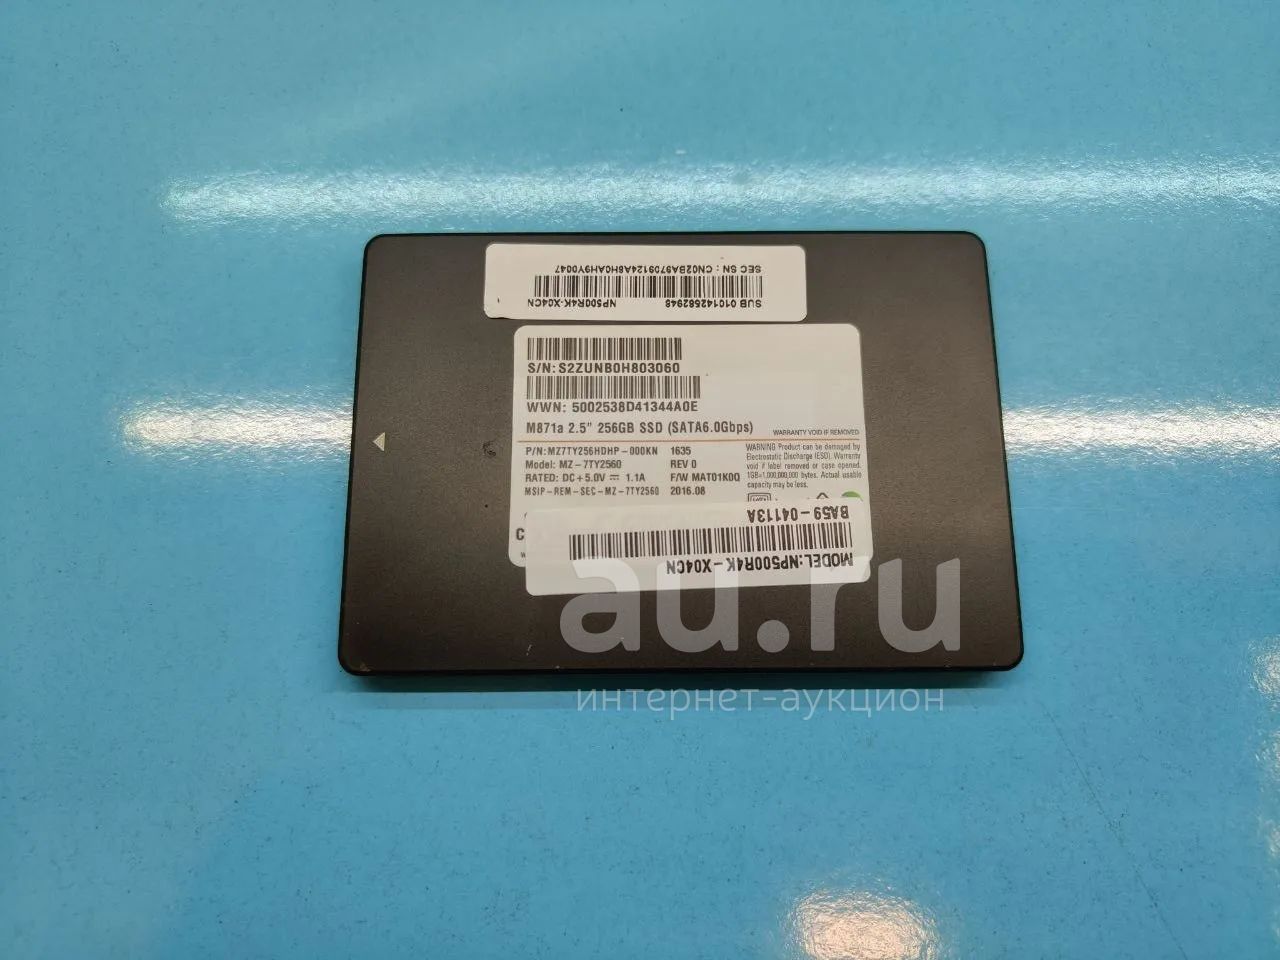 SUB 0101142582948 NP500R4K-X04CN
SEC SN : CN02BA9709124A8H0AH9Y0047
S/N: S2ZUNB0H803060
WWN: 5002538D41344A0E
M871a 2.5" 256GB SSD (SATA6.0Gbps)
WARRANTY VOID IF REMOVED
P/N: MZ7TY256HDHP-000KN 1635
Model: MZ-7TY2560 REV 0
RATED: DC+5.0V 1.1A F/W MAT01K0Q
MSIP-REM-SEC-MZ-7TY2560 2016.08
WARNING Product can be damaged by
Electrostatic Discharge (ESD). Warranty
void if label removed or case opened.
1GB=1,000,000,000 bytes. Actual usable
capacity may be less.
MODEL:NP500R4K-X04CN
BA59-04113A
au.ru
интернет-аукцион